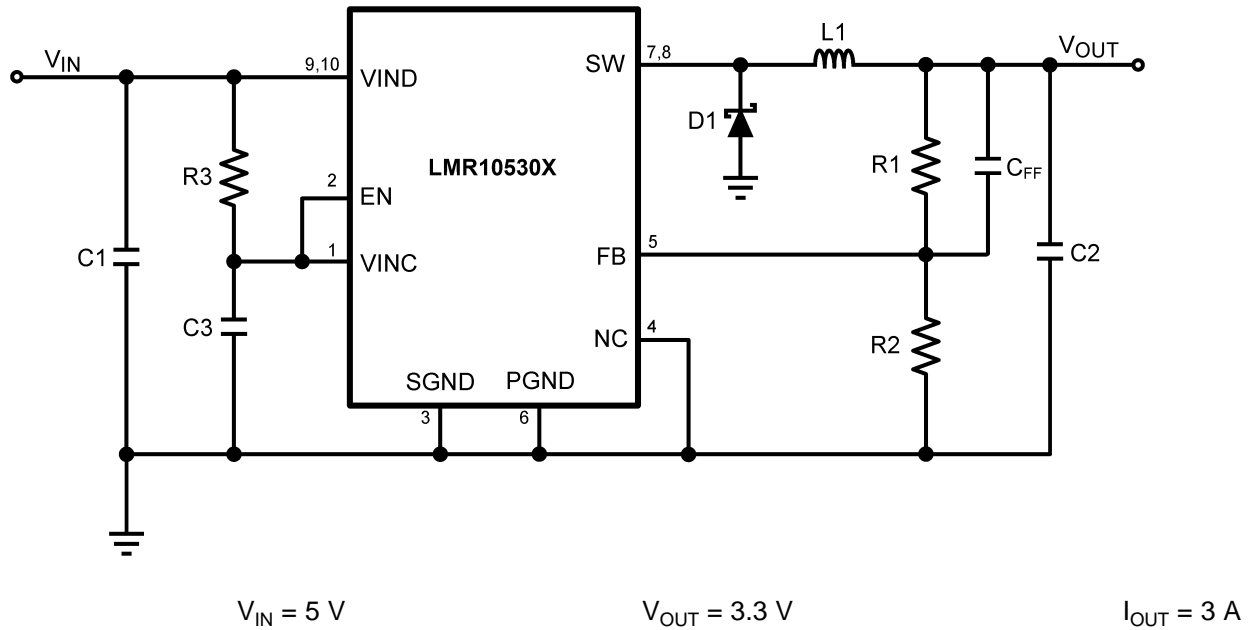 L1
V_IN
9,10
VIND
SW
7,8
V_OUT
D1
R3
2
EN
LMR10530X
R1
C_FF
C1
1
VINC
FB
5
C2
C3
NC
4
R2
SGND
PGND
3
6
V_IN = 5 V
V_OUT = 3.3 V
I_OUT = 3 A